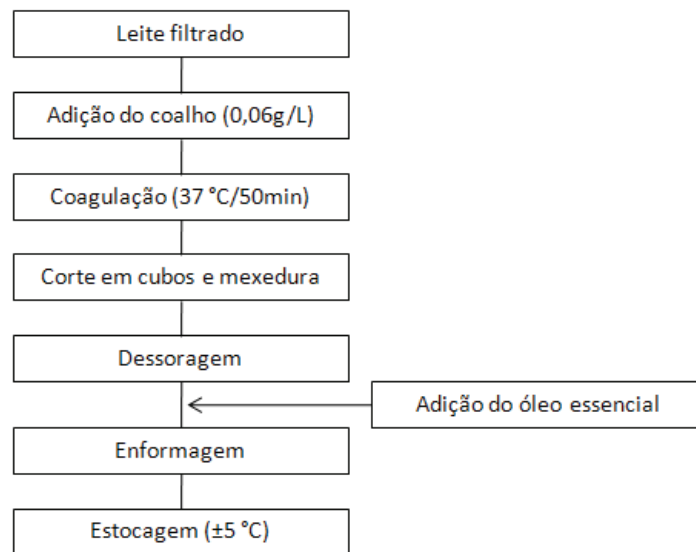 Leite filtrado
Adição do coalho (0,06g/L)
Coagulação (37 °C/50min)
Corte em cubos e mexedura
Dessoragem
Adição do óleo essencial
Enformagem
Estocagem (±5 °C)